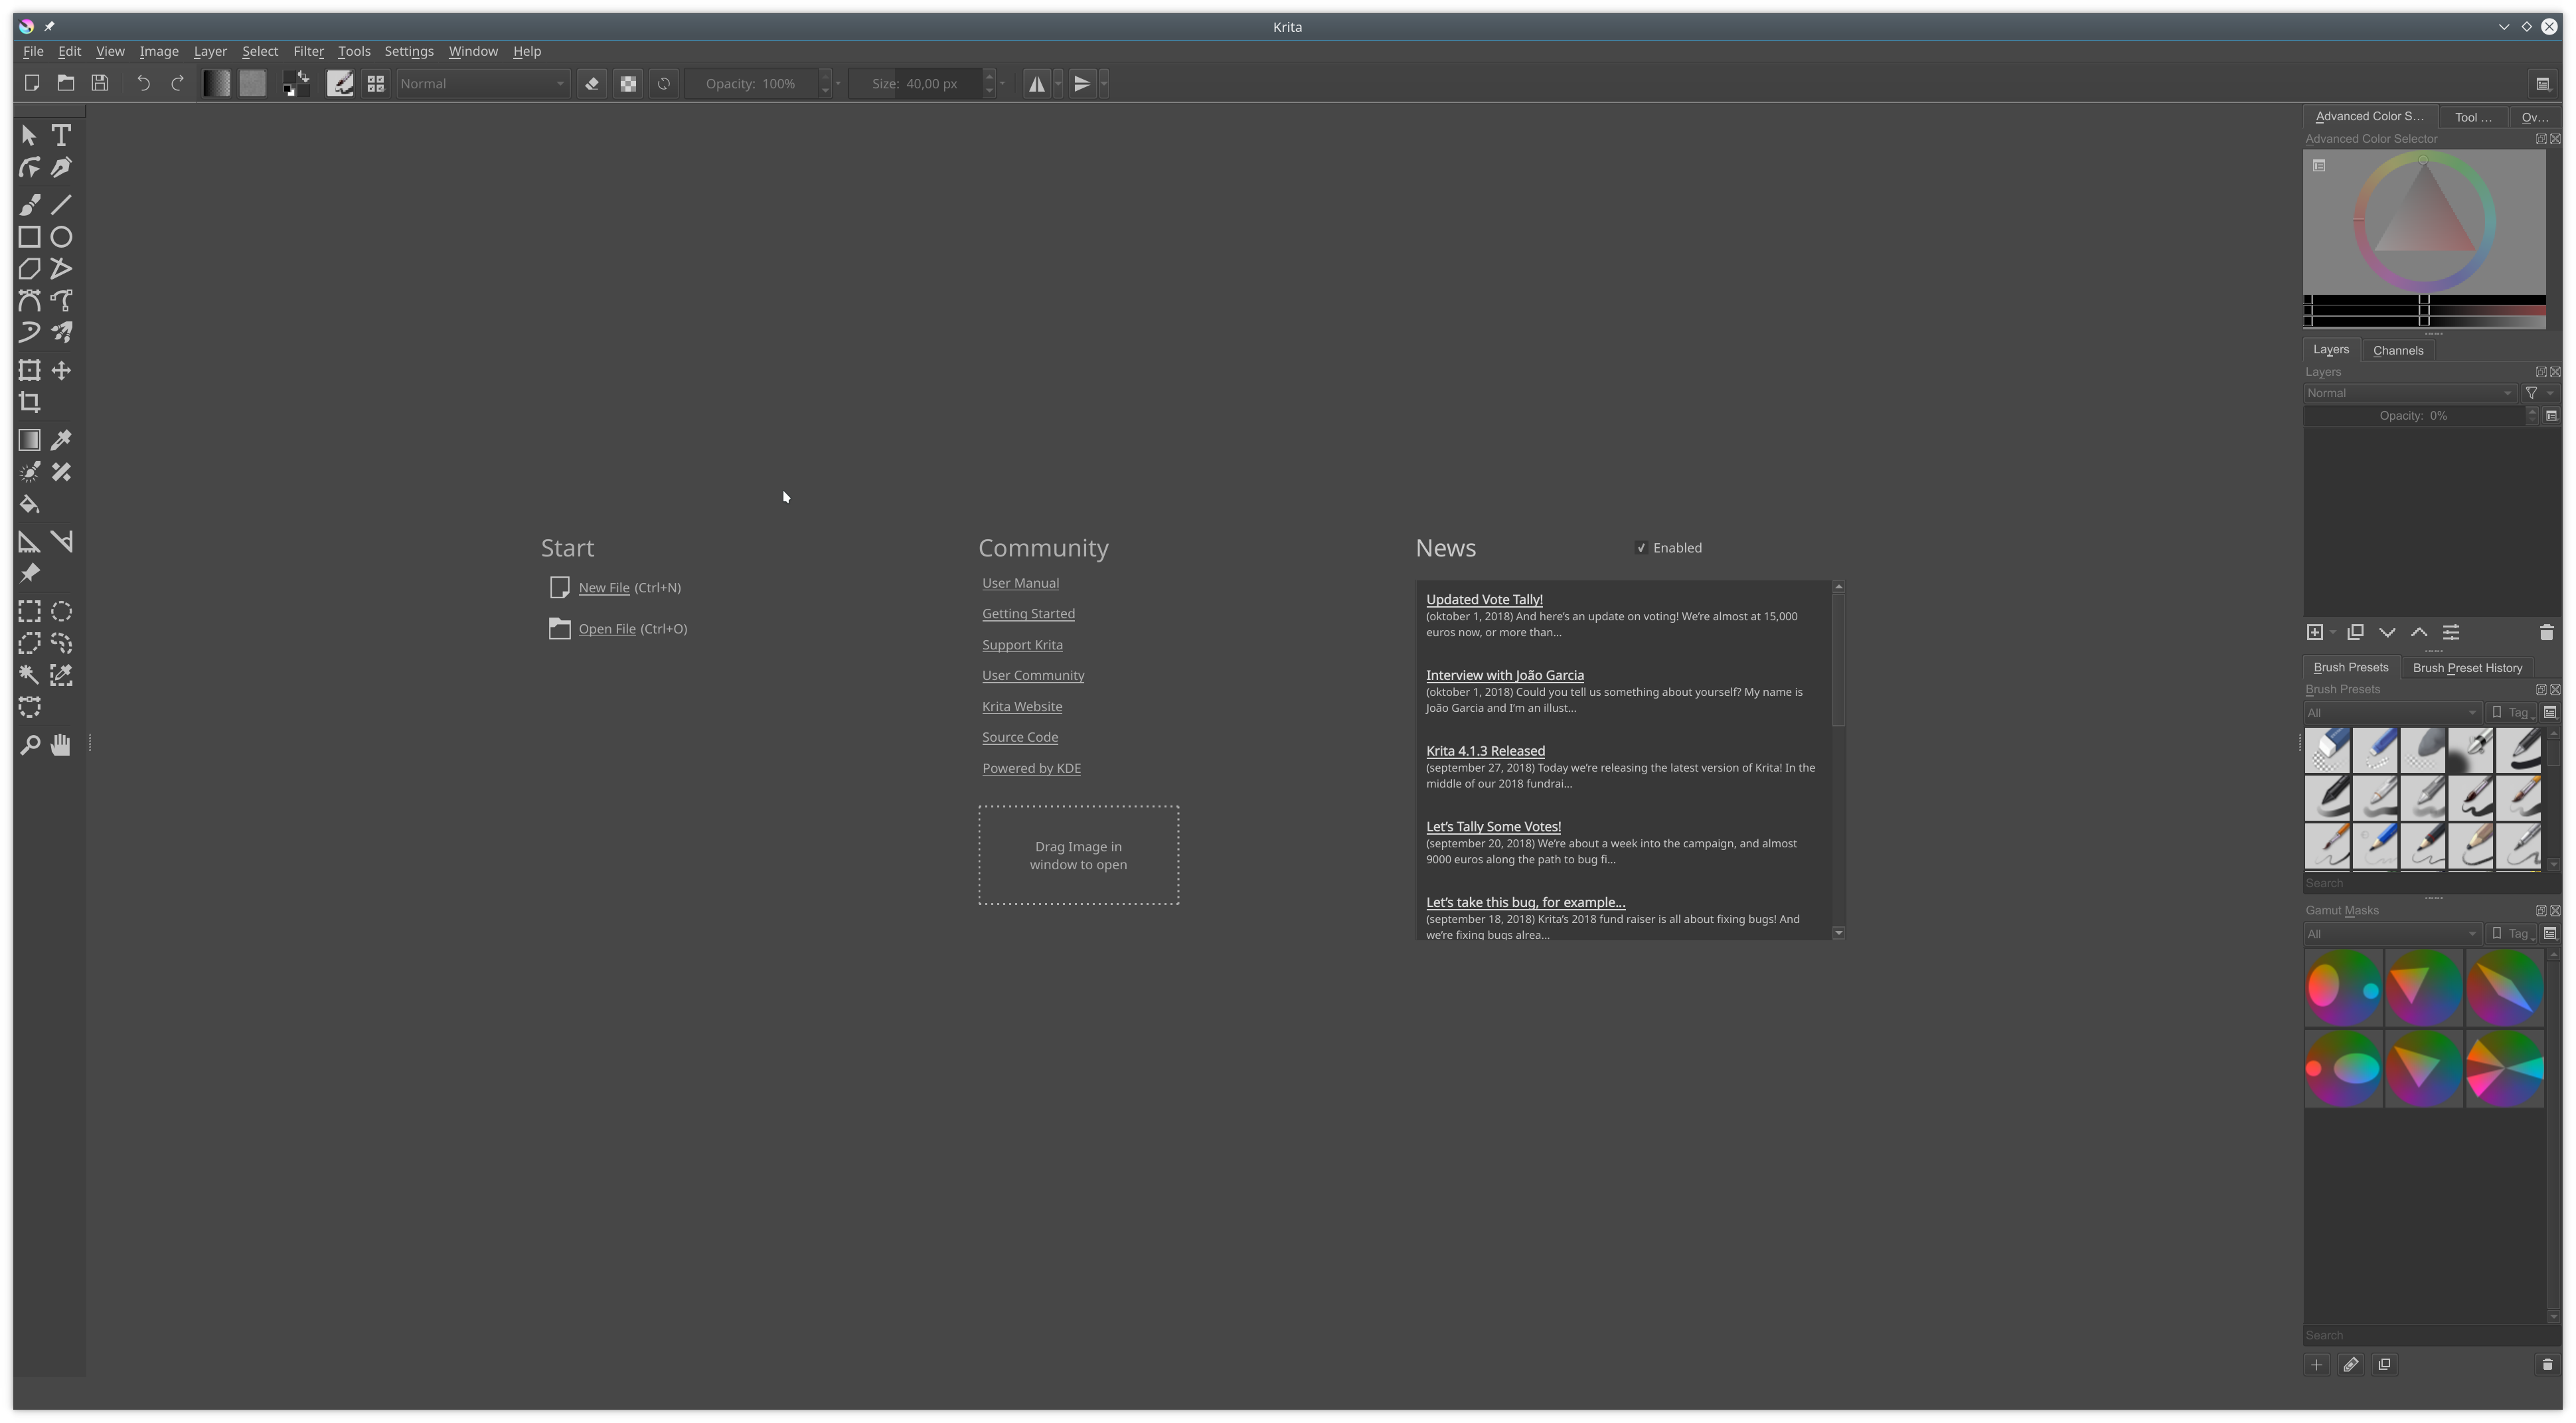 Krita
File Edit View Image Layer Select Filter Tools Settings Window Help
Normal Opacity: 100% Size: 40,00 px
Advanced Color S... Tool ... Ov...
Advanced Color Selector
Layers Channels
Layers
Normal
Opacity: 0%
Start
New File (Ctrl+N)
Open File (Ctrl+O)
Community
User Manual
Getting Started
Support Krita
User Community
Krita Website
Source Code
Powered by KDE
Drag Image in
window to open
News Enabled
Updated Vote Tally!
(oktober 1, 2018) And here's an update on voting! We're almost at 15,000
euros now, or more than...
Interview with João Garcia
(oktober 1, 2018) Could you tell us something about yourself? My name is
João Garcia and I'm an illust...
Krita 4.1.3 Released
(september 27, 2018) Today we're releasing the latest version of Krita! In the
middle of our 2018 fundrai...
Let's Tally Some Votes!
(september 20, 2018) We're about a week into the campaign, and almost
9000 euros along the path to bug fi...
Let's take this bug, for example...
(september 18, 2018) Krita's 2018 fund raiser is all about fixing bugs! And
we're fixing bugs alrea...
Brush Presets Brush Preset History
Brush Presets
All Tag
Search
Gamut Masks
All Tag
Search